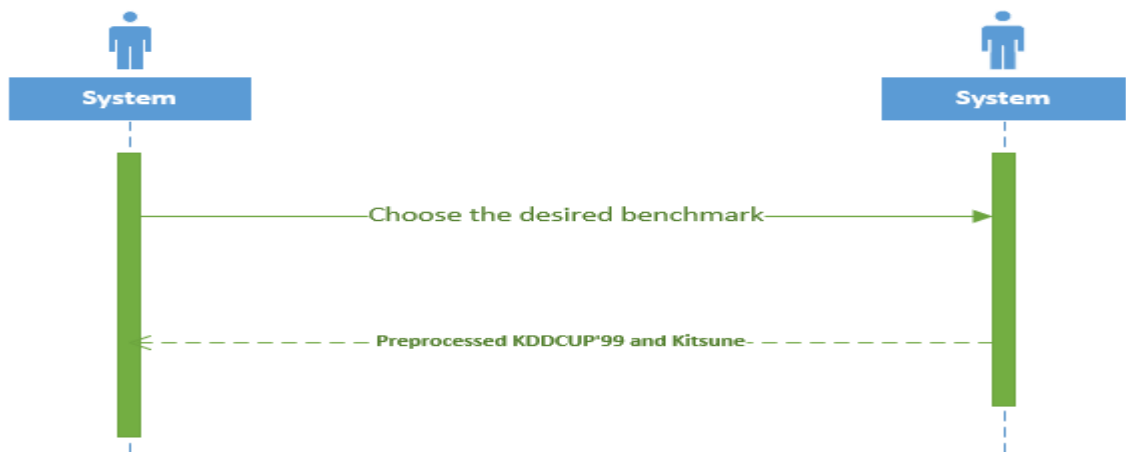 System
System
Choose the desired benchmark
Preprocessed KDDCUP'99 and Kitsune